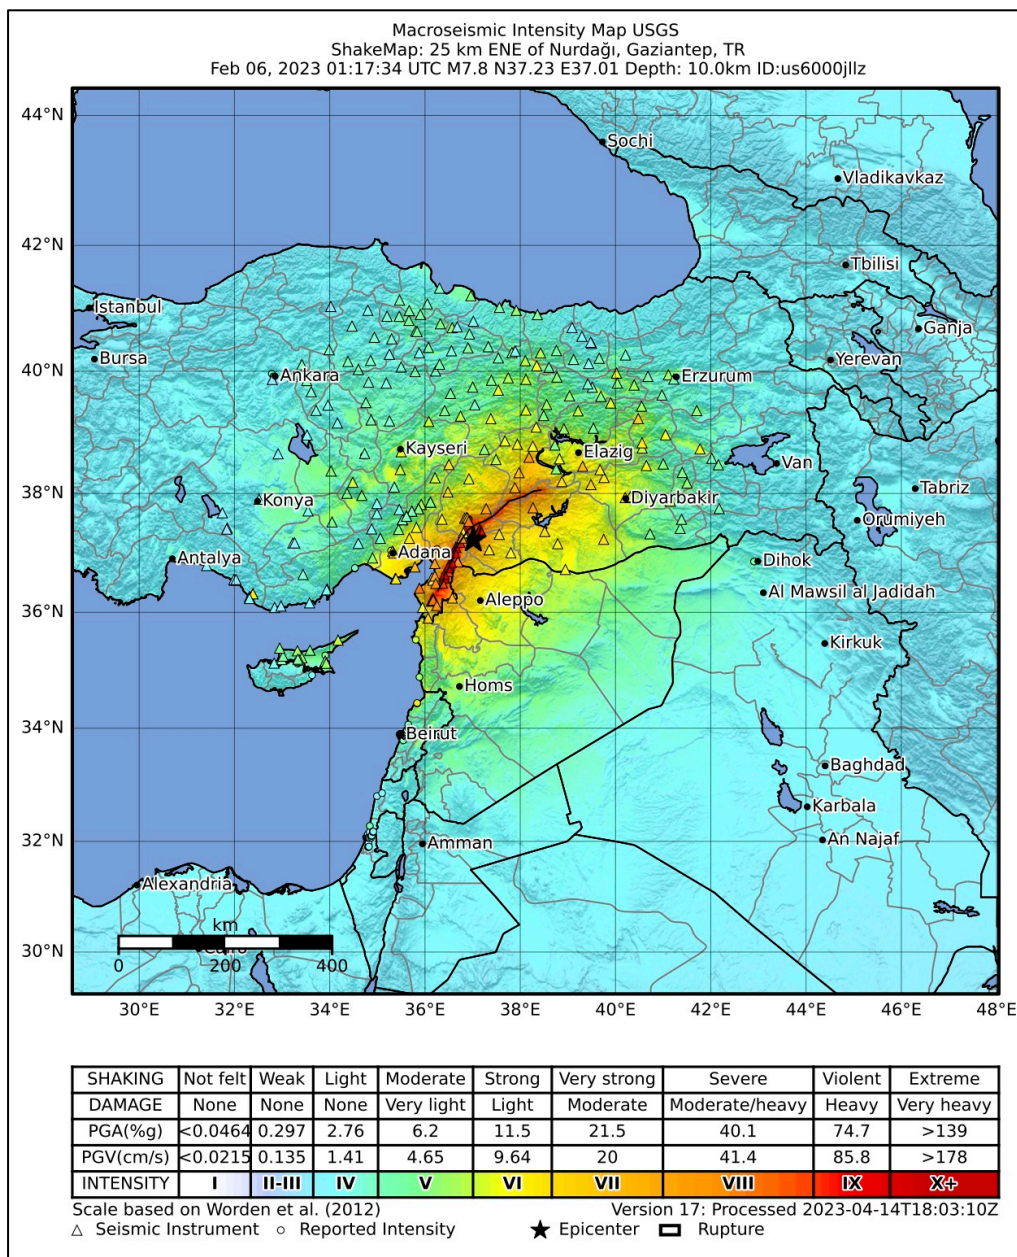 Macroseismic Intensity Map USGS
ShakeMap: 25 km ENE of Nurdağı, Gaziantep, TR
Feb 06, 2023 01:17:34 UTC M7.8 N37.23 E37.01 Depth: 10.0km ID:us6000jllz
44°N
Sochi
Vladikavkaz
42°N
Tbilisi
Istanbul
Ganja
Bursa
Yerevan
40°N
Ankara
Erzurum
Kayseri
Elazig
Van
38°N
Konya
Diyarbakir
Tabriz
Orumiyeh
Antalya
Adana
Dihok
36°N
Aleppo
Al Mawsil al Jadidah
Kirkuk
Homs
34°N
Beirut
Baghdad
Karbala
32°N
Amman
An Najaf
Alexandria
km
30°N
0 200 400
30°E 32°E 34°E 36°E 38°E 40°E 42°E 44°E 46°E 48°E
SHAKING Not felt Weak Light Moderate Strong Very strong Severe Violent Extreme
DAMAGE None None None Very light Light Moderate Moderate/heavy Heavy Very heavy
PGA(%g) <0.0464 0.297 2.76 6.2 11.5 21.5 40.1 74.7 >139
PGV(cm/s) <0.0215 0.135 1.41 4.65 9.64 20 41.4 85.8 >178
INTENSITY I II-III IV V VI VII VIII IX X+
Scale based on Worden et al. (2012) Version 17: Processed 2023-04-14T18:03:10Z
△ Seismic Instrument ○ Reported Intensity ★ Epicenter Rupture